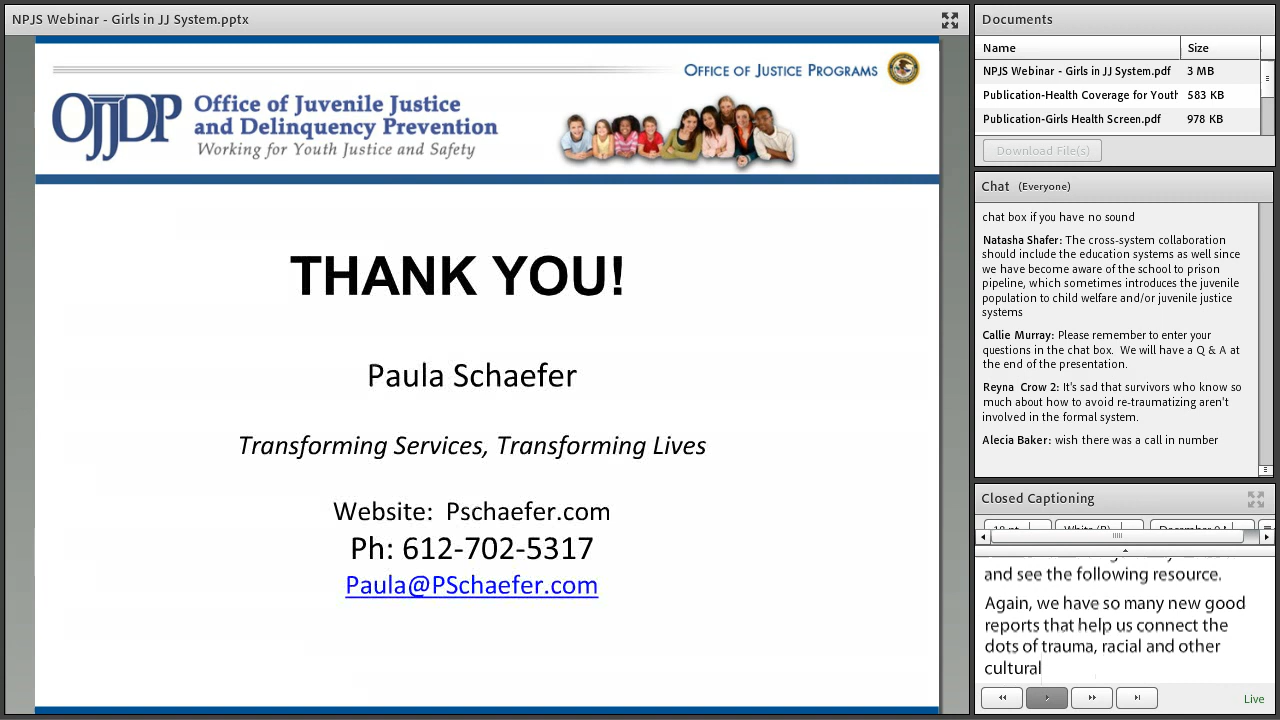 NPJS Webinar - Girls in JJ System.pptx
OFFICE OF JUSTICE PROGRAMS
OJJDP
Office of Juvenile Justice
and Delinquency Prevention
Working for Youth Justice and Safety
THANK YOU!
Paula Schaefer
Transforming Services, Transforming Lives
Website: Pschaefer.com
Ph: 612-702-5317
Paula@PSchaefer.com
Documents
Name Size
NPJS Webinar - Girls in JJ System.pdf 3 MB
Publication-Health Coverage for Youth 583 KB
Publication-Girls Health Screen.pdf 978 KB
Download File(s)
Chat (Everyone)
chat box if you have no sound
Natasha Shafer: The cross-system collaboration
should include the education systems as well since
we have become aware of the school to prison
pipeline, which sometimes introduces the juvenile
population to child welfare and/or juvenile justice
systems
Callie Murray: Please remember to enter your
questions in the chat box. We will have a Q & A at
the end of the presentation.
Reyna Crow 2: It's sad that survivors who know so
much about how to avoid re-traumatizing aren't
involved in the formal system.
Alecia Baker: wish there was a call in number
Closed Captioning
and see the following resource.
Again, we have so many new good
reports that help us connect the
dots of trauma, racial and other
cultural
Live